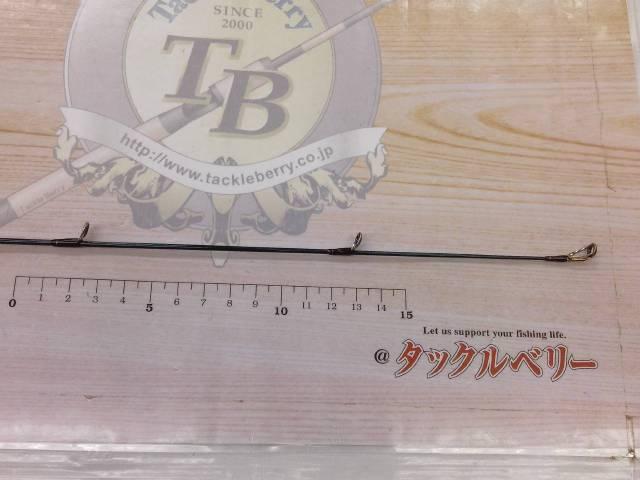 Tackle Berry
SINCE
2000
TB
http://www.tackleberry.co.jp
tackleberry
0 1 2 3 4 5 6 7 8 9 10 11 12 13 14 15
Let us support your fishing life.
@タックルベリー